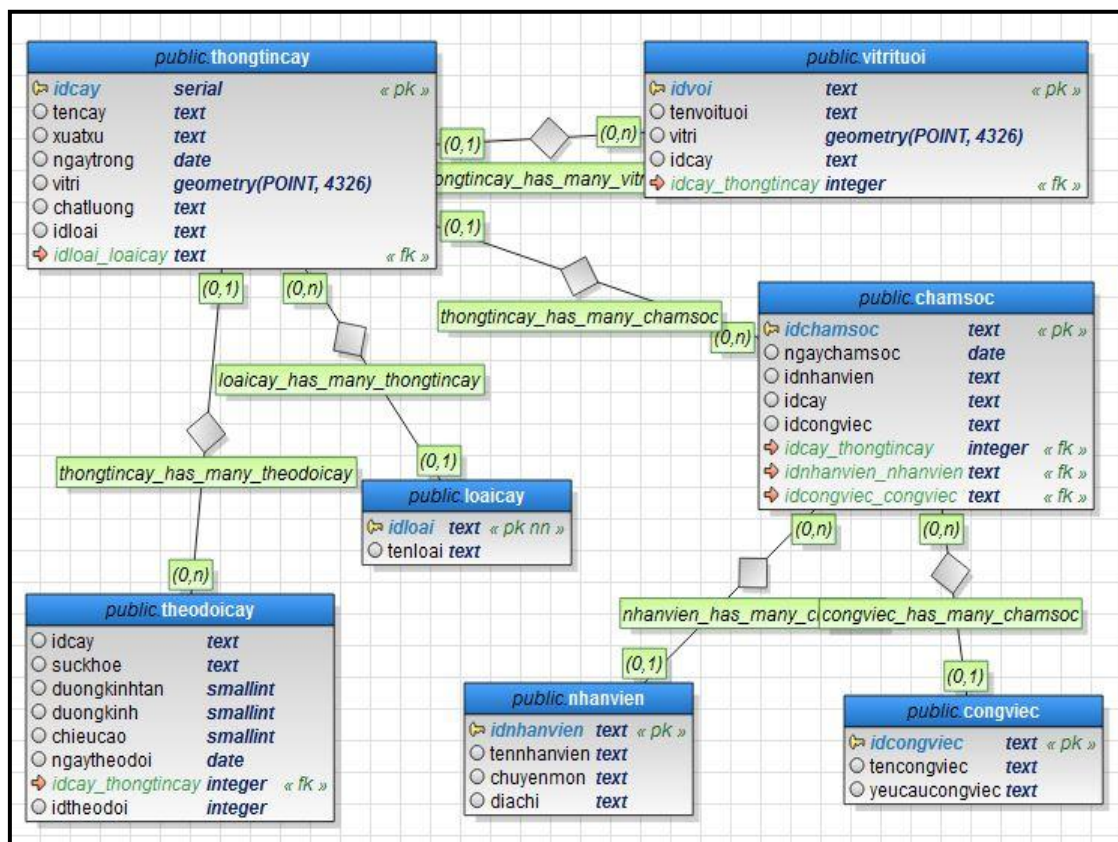 public.thongtincay
idcay serial « pk »
tencay text
xuatxu text
ngaytrong date
vitri geometry(POINT, 4326)
chatluong text
idloai text
idloai_loaicay text « fk »
public.vitrituoi
idvoi text « pk »
tenvoituoi text
vitri geometry(POINT, 4326)
idcay text
idcay_thongtincay integer « fk »
(0,1)
(0,n)
ongtincay_has_many_vitr
(0,1)
thongtincay_has_many_chamsoc
(0,n)
public.chamsoc
idchamsoc text « pk »
ngaychamsoc date
idnhanvien text
idcay text
idcongviec text
idcay_thongtincay integer « fk »
idnhanvien_nhanvien text « fk »
idcongviec_congviec text « fk »
(0,1)
(0,n)
loaicay_has_many_thongtincay
(0,1)
thongtincay_has_many_theodoicay
(0,n)
public.loaicay
idloai text « pk nn »
tenloai text
(0,n)
(0,n)
nhanvien_has_many_c
congviec_has_many_chamsoc
(0,1)
(0,1)
public.theodoicay
idcay text
suckhoe text
duongkinhtan smallint
duongkinh smallint
chieucao smallint
ngaytheodoi date
idcay_thongtincay integer « fk »
idtheodoi integer
public.nhanvien
idnhanvien text « pk »
tennhanvien text
chuyenmon text
diachi text
public.congviec
idcongviec text « pk »
tencongviec text
yeucaucongviec text